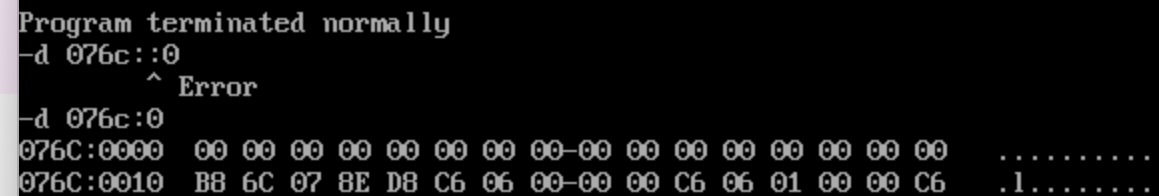 Program terminated normally
-d 076c::0
^ Error
-d 076c:0
076C:0000 00 00 00 00 00 00 00 00-00 00 00 00 00 00 00 00 ..........
076C:0010 B8 6C 07 8E D8 C6 06 00-00 00 C6 06 01 00 00 C6 .l........